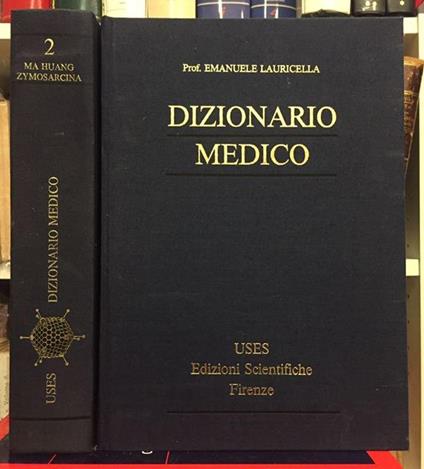 2
MA HUANG
ZYMOSARCINA
DIZIONARIO MEDICO
USES
Prof. EMANUELE LAURICELLA
DIZIONARIO
MEDICO
USES
Edizioni Scientifiche
Firenze